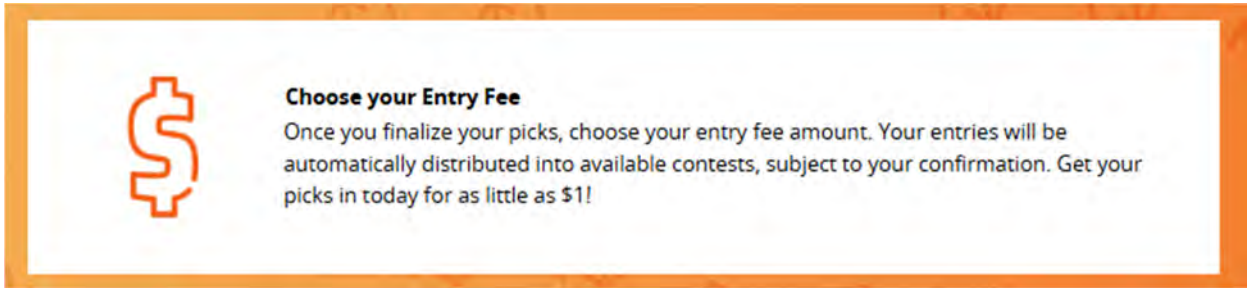 Choose your Entry Fee
Once you finalize your picks, choose your entry fee amount. Your entries will be
automatically distributed into available contests, subject to your confirmation. Get your
picks in today for as little as $1!